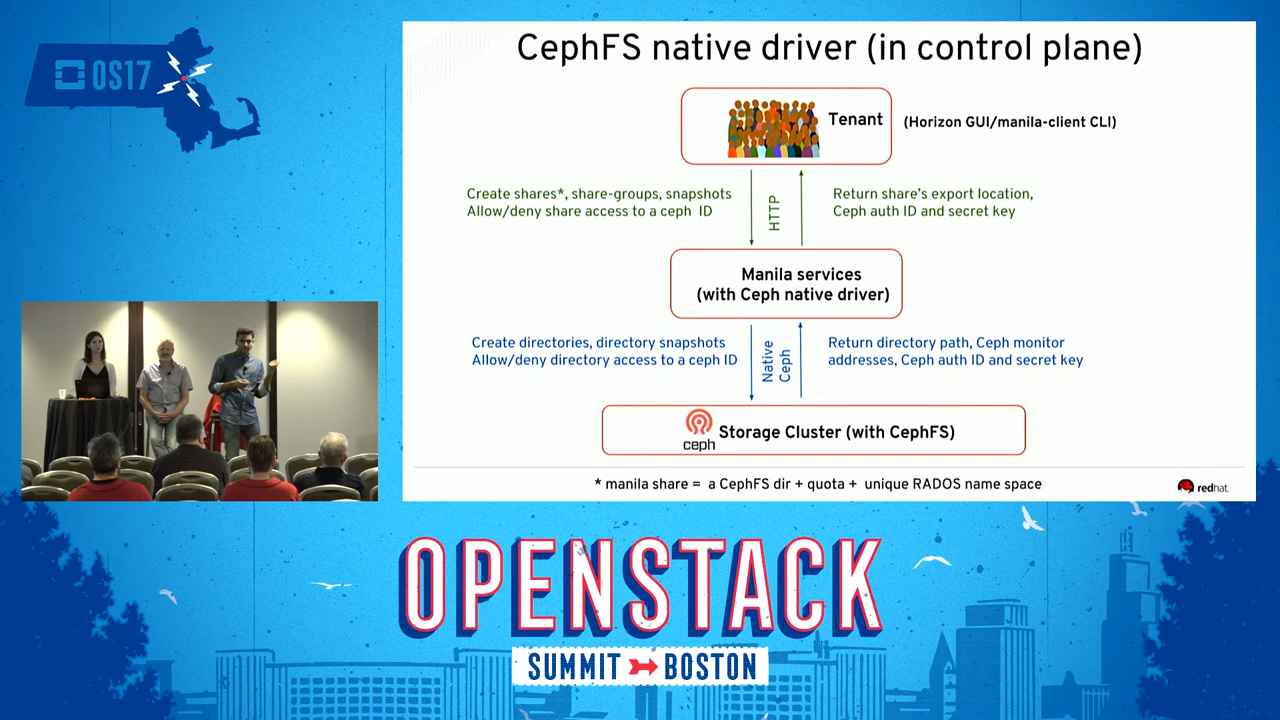 OS17
CephFS native driver (in control plane)
Tenant
(Horizon GUI/manila-client CLI)
Create shares*, share-groups, snapshots
Allow/deny share access to a ceph ID
HTTP
Return share's export location,
Ceph auth ID and secret key
Manila services
(with Ceph native driver)
Create directories, directory snapshots
Allow/deny directory access to a ceph ID
Native
Ceph
Return directory path, Ceph monitor
addresses, Ceph auth ID and secret key
ceph
Storage Cluster (with CephFS)
* manila share = a CephFS dir + quota + unique RADOS name space
redhat.
OPENSTACK
SUMMIT BOSTON